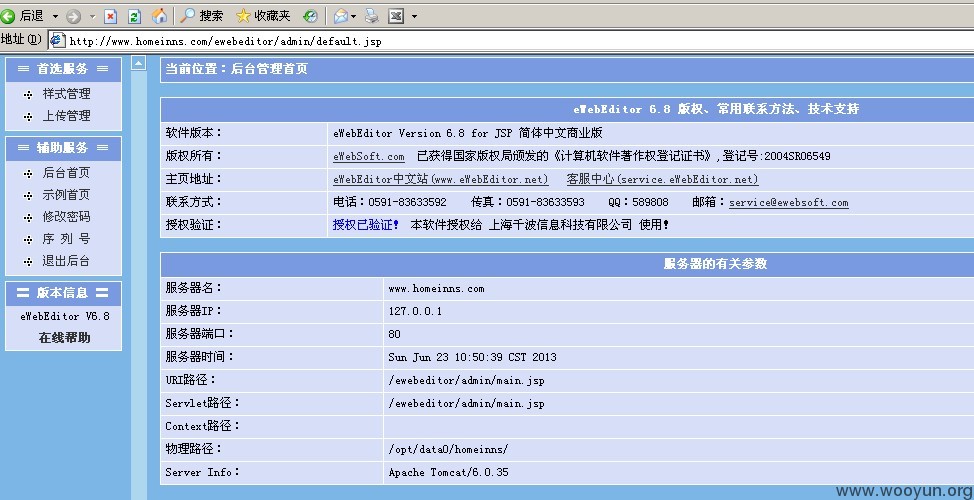 后退 搜索 收藏夹
地址(D) http://www.homeinns.com/ewebeditor/admin/default.jsp
首选服务
样式管理
上传管理
辅助服务
后台首页
示例首页
修改密码
序 列 号
退出后台
版本信息
eWebEditor V6.8
在线帮助
当前位置：后台管理首页
eWebEditor 6.8 版权、常用联系方法、技术支持
软件版本： eWebEditor Version 6.8 for JSP 简体中文商业版
版权所有： eWebSoft.com 已获得国家版权局颁发的《计算机软件著作权登记证书》,登记号:2004SR06549
主页地址： eWebEditor中文站(www.eWebEditor.net) 客服中心(service.eWebEditor.net)
联系方式： 电话：0591-83633592 传真：0591-83633593 QQ：589808 邮箱：service@ewebsoft.com
授权验证： 授权已验证！ 本软件授权给 上海千波信息科技有限公司 使用！
服务器的有关参数
服务器名： www.homeinns.com
服务器IP： 127.0.0.1
服务器端口： 80
服务器时间： Sun Jun 23 10:50:39 CST 2013
URI路径： /ewebeditor/admin/main.jsp
Servlet路径： /ewebeditor/admin/main.jsp
Context路径：
物理路径： /opt/data0/homeinns/
Server Info： Apache Tomcat/6.0.35
www.wooyun.org